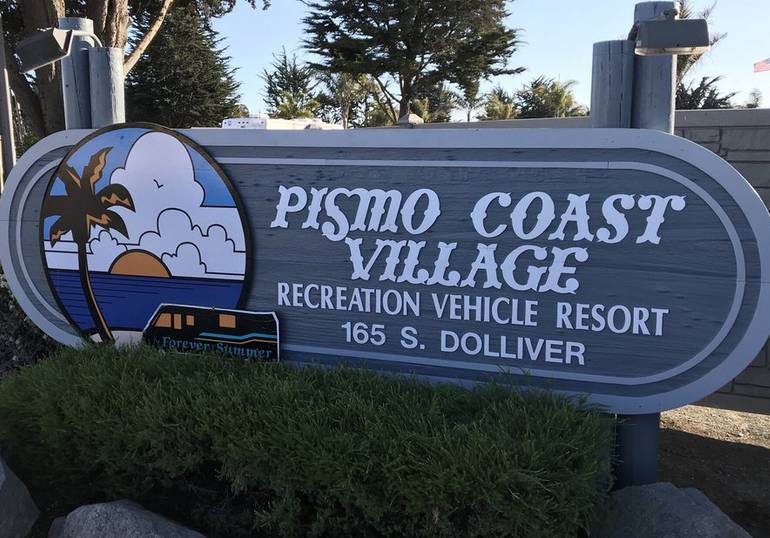 PISMO COAST
VILLAGE
RECREATION VEHICLE RESORT
165 S. DOLLIVER
Forever Summer